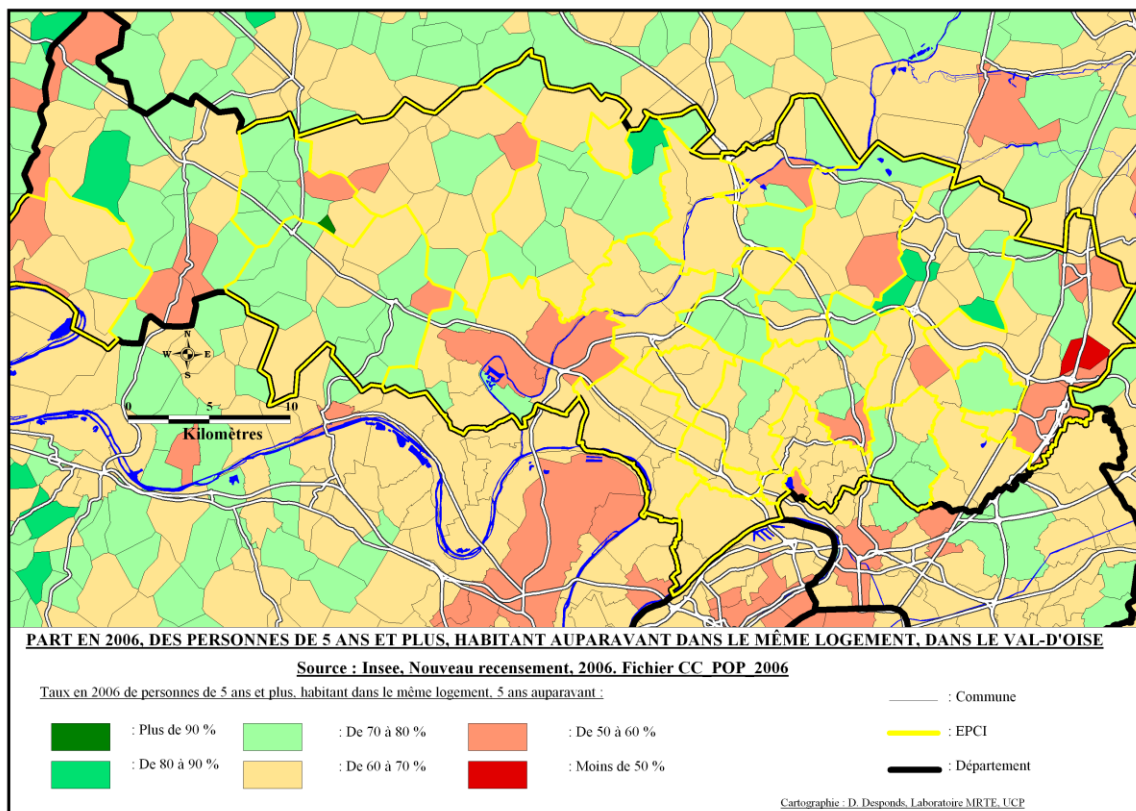 N
W E
S
0 5 10
Kilomètres
PART EN 2006, DES PERSONNES DE 5 ANS ET PLUS, HABITANT AUPARAVANT DANS LE MÊME LOGEMENT, DANS LE VAL-D'OISE
Source : Insee, Nouveau recensement, 2006. Fichier CC_POP_2006
Taux en 2006 de personnes de 5 ans et plus, habitant dans le même logement, 5 ans auparavant :
: Plus de 90 % : De 70 à 80 % : De 50 à 60 % : Commune
: De 80 à 90 % : De 60 à 70 % : Moins de 50 % : EPCI
: Département
Cartographie : D. Desponds, Laboratoire MRTE, UCP